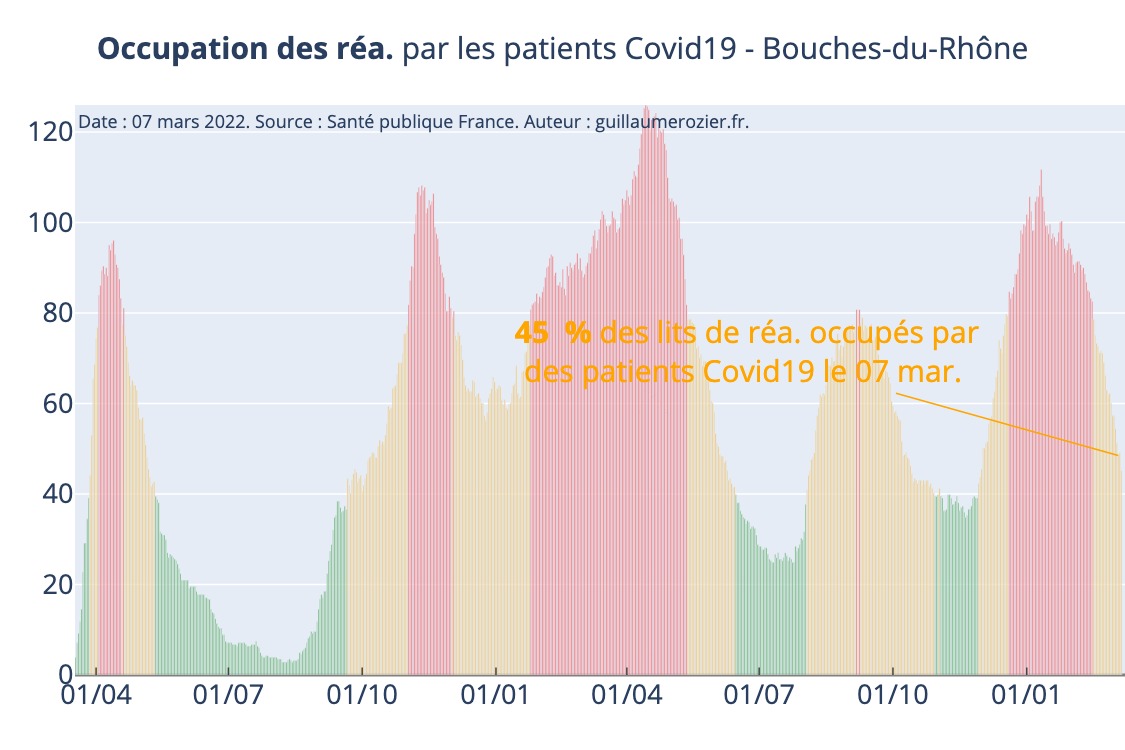 Occupation des réa. par les patients Covid19 - Bouches-du-Rhône
Date : 07 mars 2022. Source : Santé publique France. Auteur : guillaumerozier.fr.
120
100
80
60
40
20
0
45 % des lits de réa. occupés par
des patients Covid19 le 07 mar.
01/04 01/07 01/10 01/01 01/04 01/07 01/10 01/01